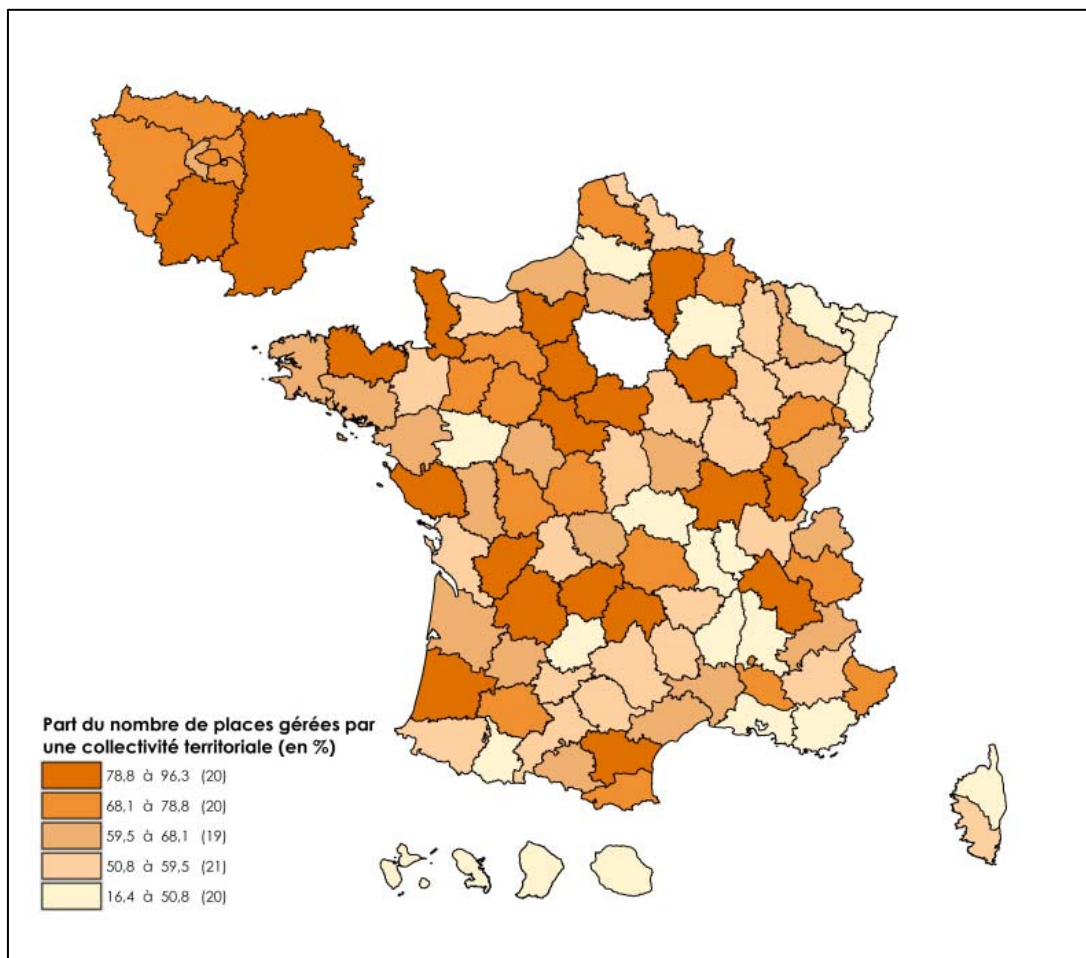 Part du nombre de places gérées par
une collectivité territoriale (en %)
78,8 à 96,3 (20)
68,1 à 78,8 (20)
59,5 à 68,1 (19)
50,8 à 59,5 (21)
16,4 à 50,8 (20)